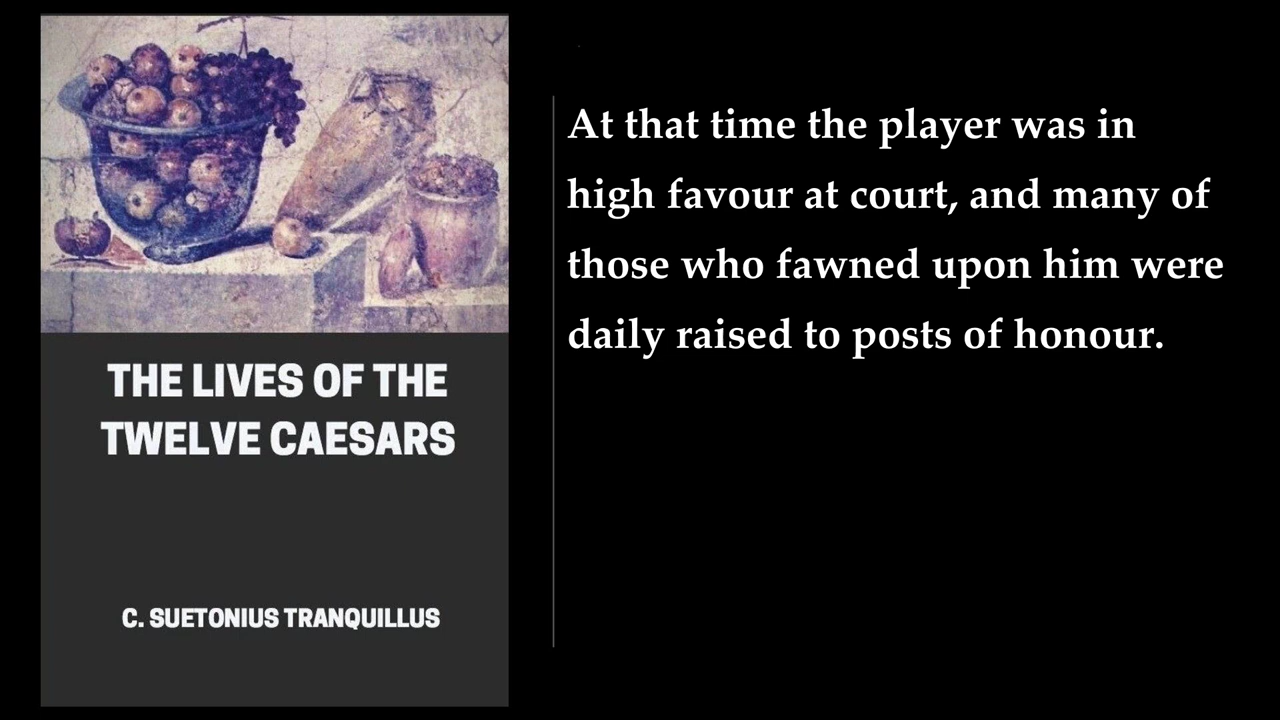 THE LIVES OF THE
TWELVE CAESARS
C. SUETONIUS TRANQUILLUS
At that time the player was in
high favour at court, and many of
those who fawned upon him were
daily raised to posts of honour.